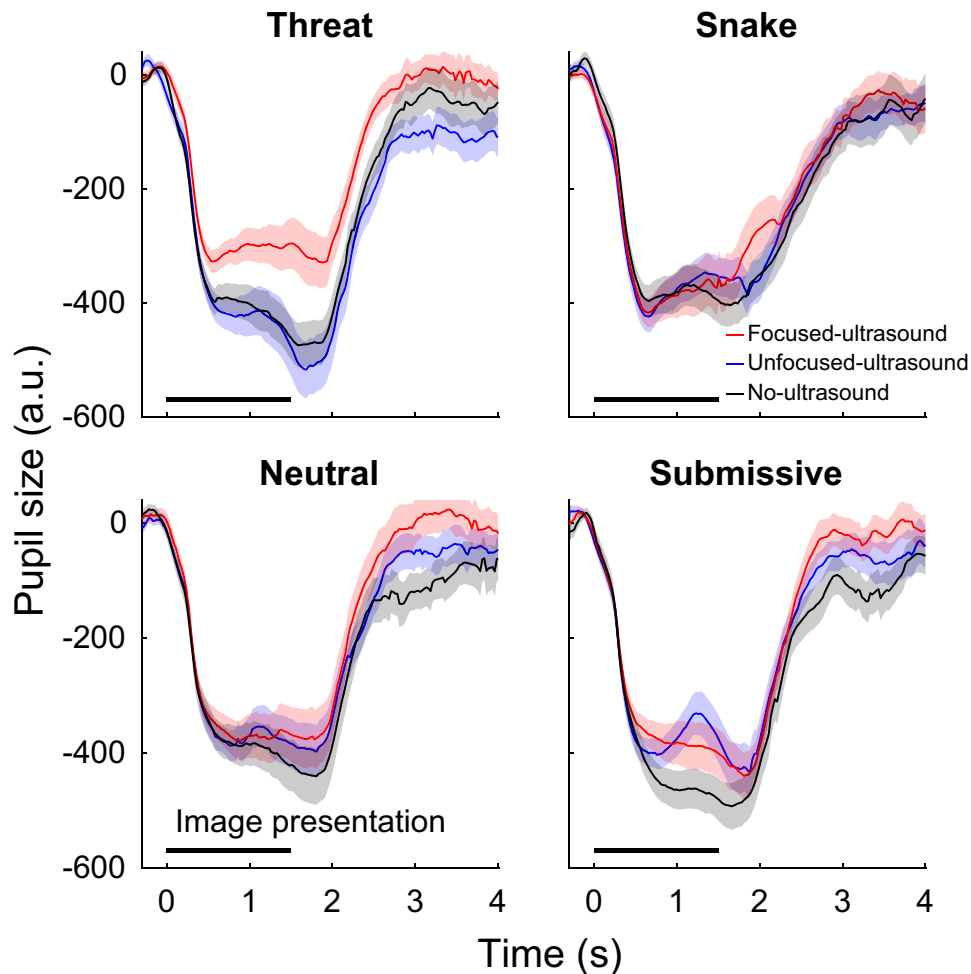 Threat
Snake
0
-200
-400
-600
Focused-ultrasound
Unfocused-ultrasound
No-ultrasound
Neutral
Submissive
0
-200
-400
-600
Image presentation
0 1 2 3 4
0 1 2 3 4
Pupil size (a.u.)
Time (s)